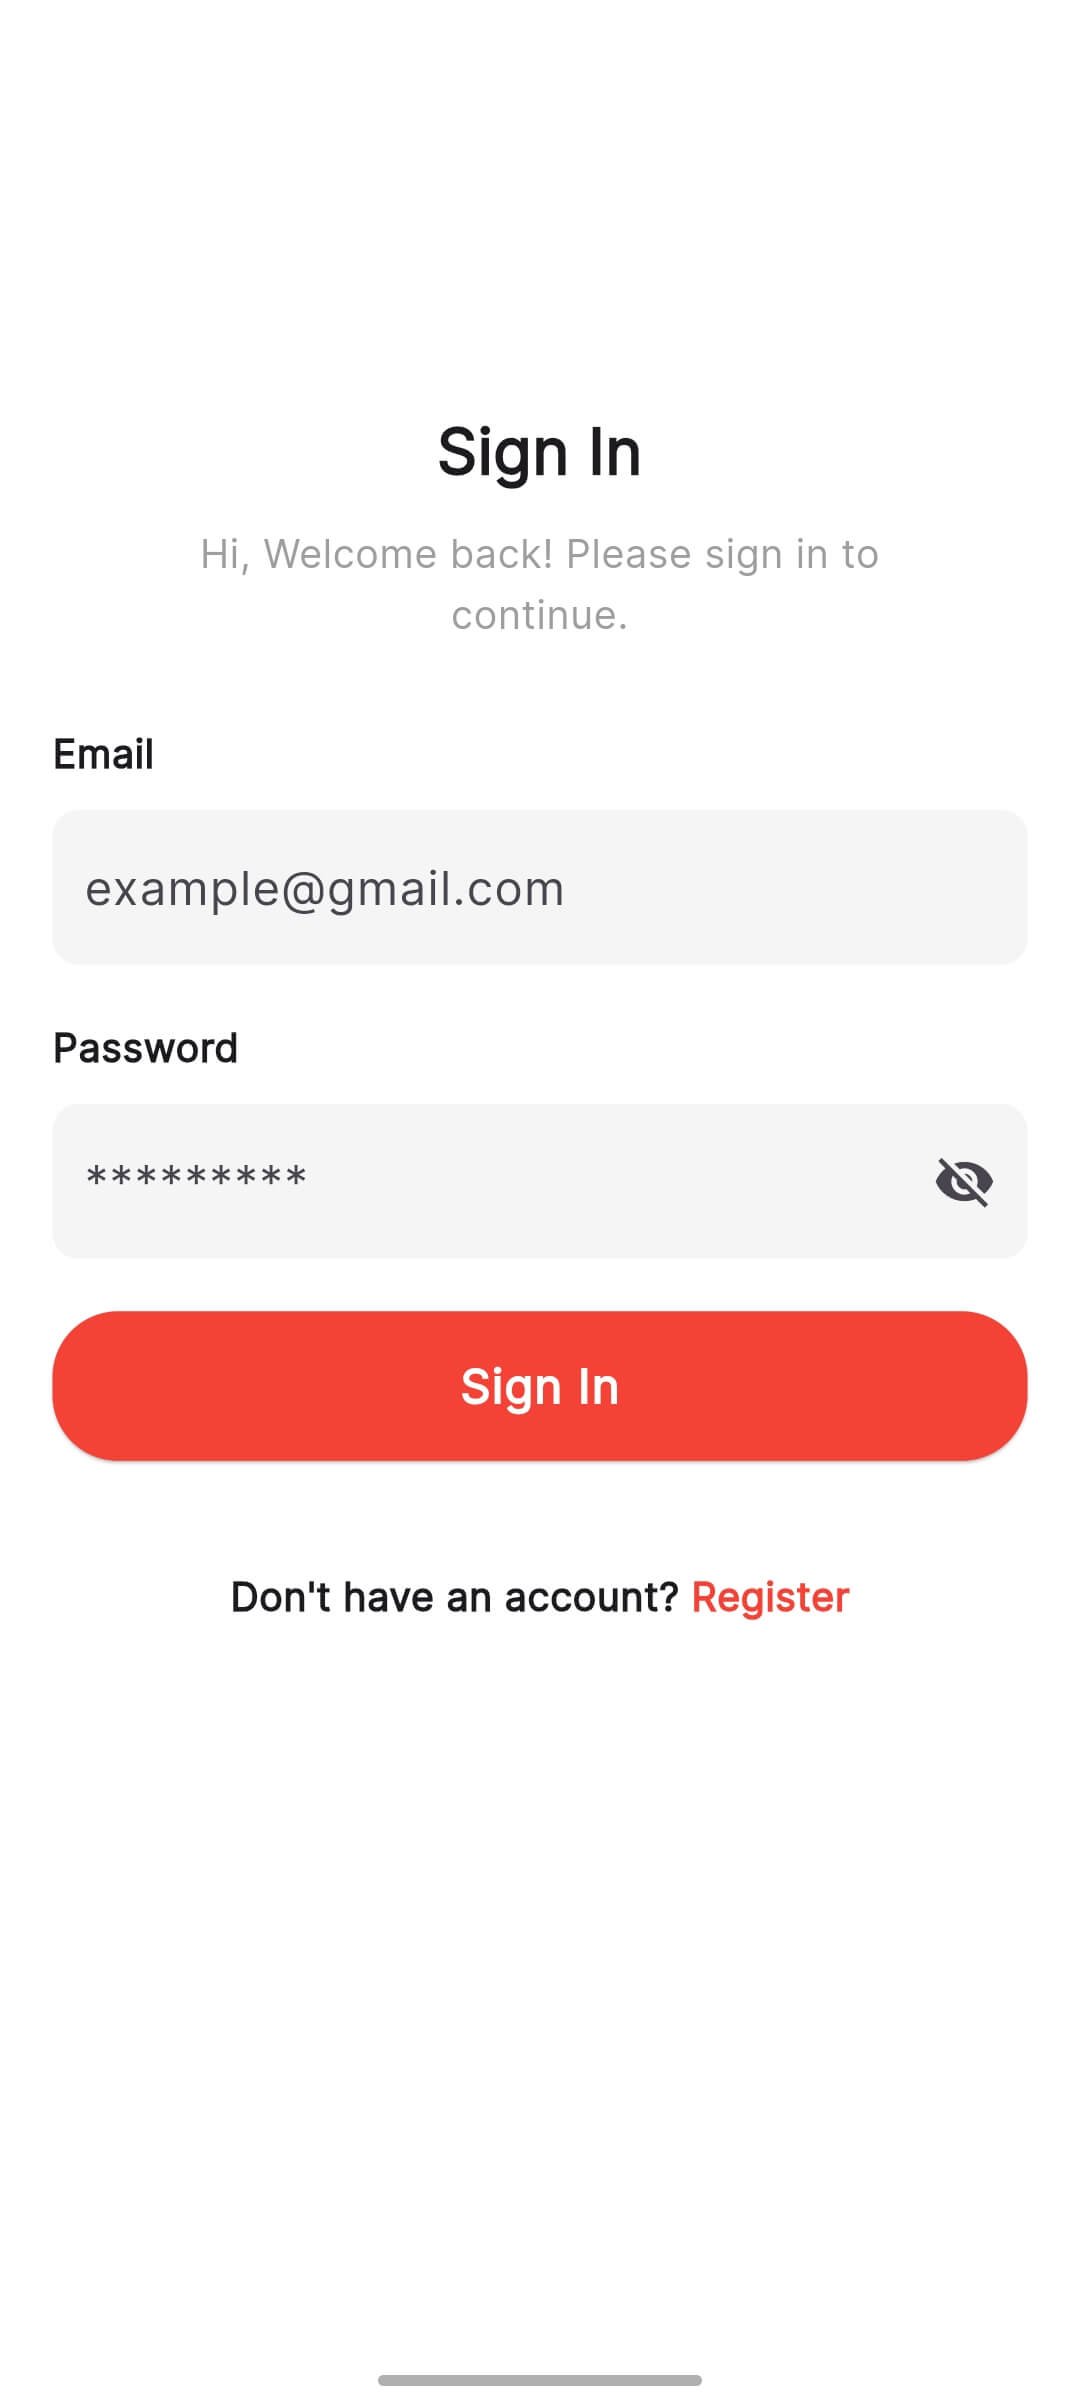 Sign In
Hi, Welcome back! Please sign in to
continue.
Email
example@gmail.com
Password
*********
Sign In
Don't have an account? Register